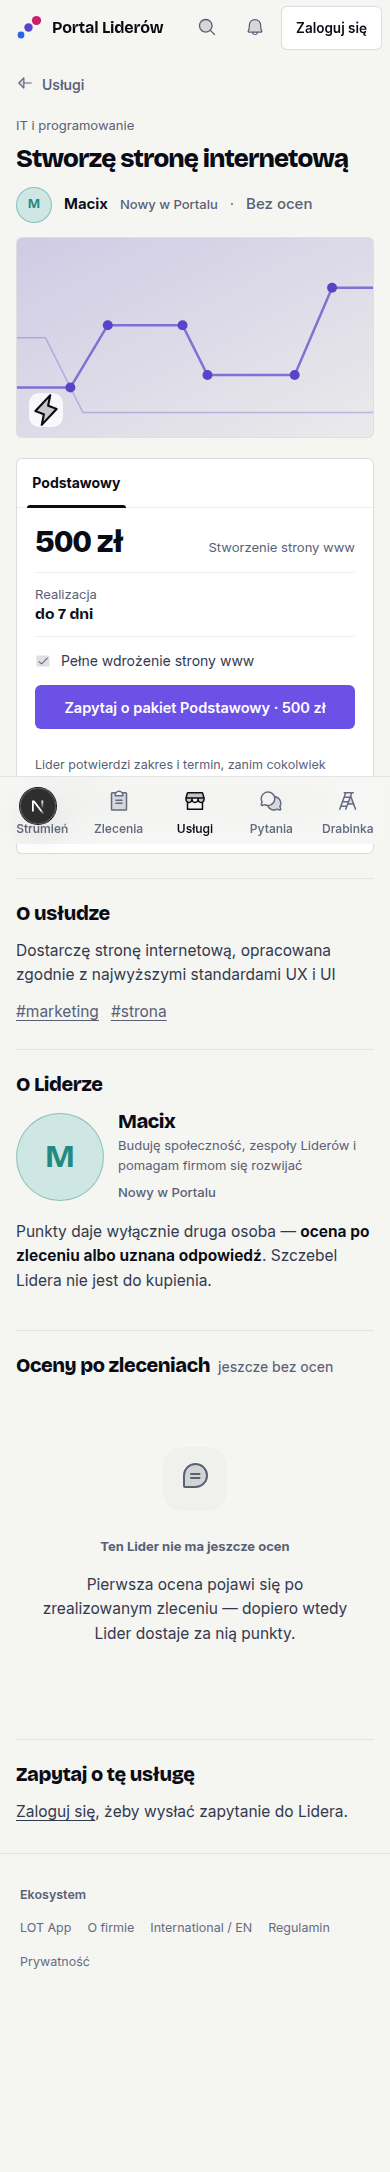 Portal Liderów
Zaloguj się
Usługi
IT i programowanie
Stworzę stronę internetową
M Macix Nowy w Portalu · Bez ocen
Podstawowy
500 zł Stworzenie strony www
Realizacja
do 7 dni
Pełne wdrożenie strony www
Zapytaj o pakiet Podstawowy · 500 zł
Lider potwierdzi zakres i termin, zanim cokolwiek
N
Strumień Zlecenia Usługi Pytania Drabinka
O usłudze
Dostarczę stronę internetową, opracowana
zgodnie z najwyższymi standardami UX i UI
#marketing #strona
O Liderze
M
Macix
Buduję społeczność, zespoły Liderów i
pomagam firmom się rozwijać
Nowy w Portalu
Punkty daje wyłącznie druga osoba — ocena po
zleceniu albo uznana odpowiedź. Szczebel
Lidera nie jest do kupienia.
Oceny po zleceniach jeszcze bez ocen
Ten Lider nie ma jeszcze ocen
Pierwsza ocena pojawi się po
zrealizowanym zleceniu — dopiero wtedy
Lider dostaje za nią punkty.
Zapytaj o tę usługę
Zaloguj się, żeby wysłać zapytanie do Lidera.
Ekosystem
LOT App O firmie International / EN Regulamin
Prywatność